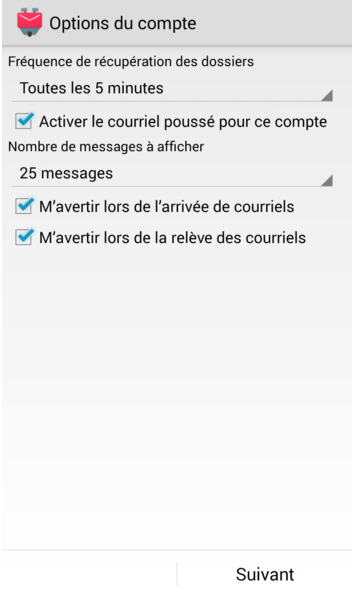 Options du compte
Fréquence de récupération des dossiers
Toutes les 5 minutes
Activer le courriel poussé pour ce compte
Nombre de messages à afficher
25 messages
M'avertir lors de l'arrivée de courriels
M'avertir lors de la relève des courriels
Suivant